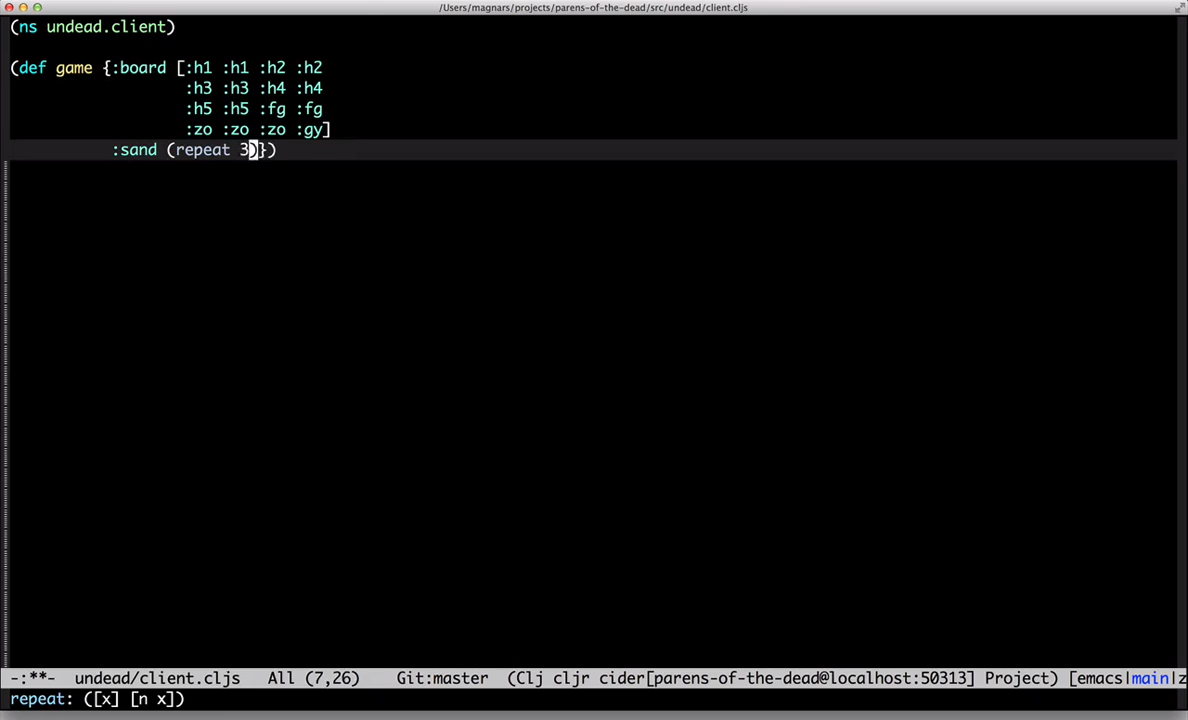 /Users/magnars/projects/parens-of-the-dead/src/undead/client.cljs
(ns undead.client)
(def game {:board [:h1 :h1 :h2 :h2
:h3 :h3 :h4 :h4
:h5 :h5 :fg :fg
:zo :zo :zo :gy]
:sand (repeat 3)})
-:**- undead/client.cljs All (7,26) Git:master (Clj cljr cider[parens-of-the-dead@localhost:50313] Project) [emacs|main|z
repeat: ([x] [n x])